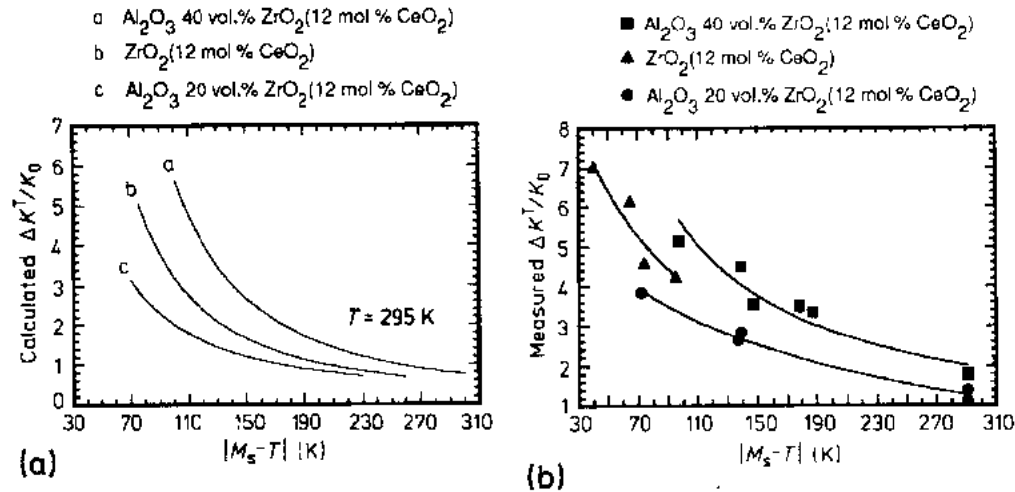 a Al₂O₃ 40 vol.% ZrO₂(12 mol % CeO₂)
b ZrO₂(12 mol % CeO₂)
c Al₂O₃ 20 vol.% ZrO₂(12 mol % CeO₂)
7
6
5
4
3
2
1
0
Calculated ΔKᵀ/K₀
a
b
c
T = 295 K
30 70 110 150 190 230 270 310
|Mₛ-T| (K)
(a)
■ Al₂O₃ 40 vol.% ZrO₂(12 mol % CeO₂)
▲ ZrO₂(12 mol % CeO₂)
● Al₂O₃ 20 vol.% ZrO₂(12 mol % CeO₂)
8
7
6
5
4
3
2
1
Measured ΔKᵀ/K₀
30 70 110 150 190 230 270 310
|Mₛ-T| (K)
(b)